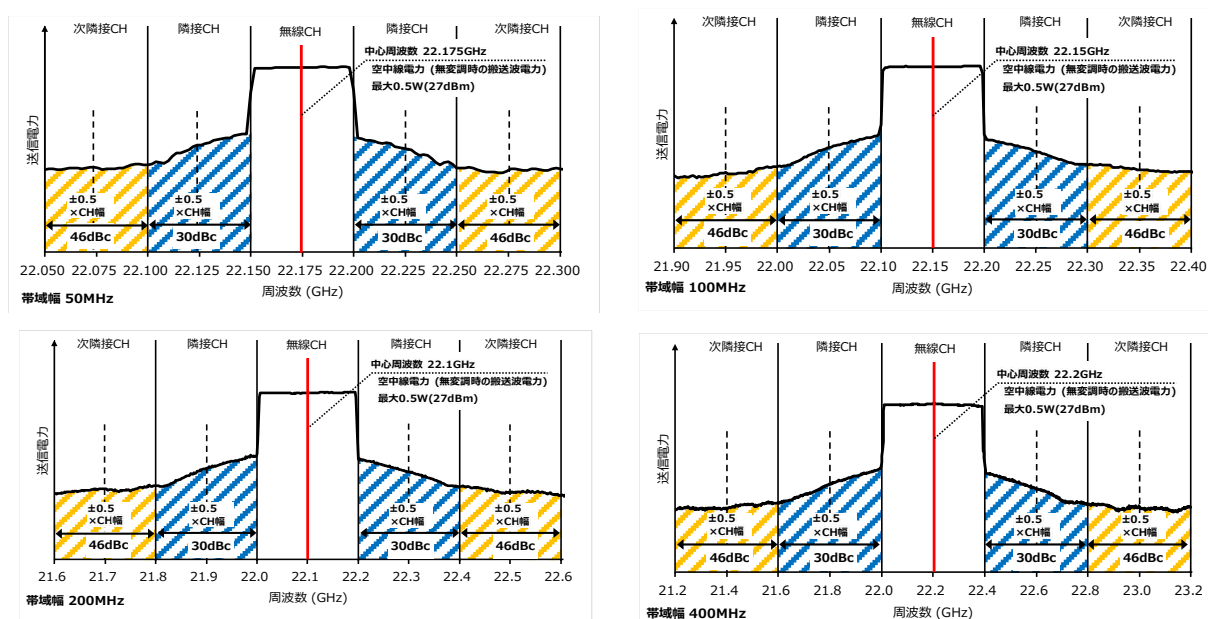 次隣接CH 隣接CH 無線CH 隣接CH 次隣接CH
中心周波数 22.175GHz
空中線電力 (無変調時の搬送波電力)
最大0.5W(27dBm)
送信電力
±0.5 ±0.5 ±0.5 ±0.5
×CH幅 ×CH幅 ×CH幅 ×CH幅
46dBc 30dBc 30dBc 46dBc
22.050 22.075 22.100 22.125 22.150 22.175 22.200 22.225 22.250 22.275 22.300
周波数 (GHz)
帯域幅 50MHz
次隣接CH 隣接CH 無線CH 隣接CH 次隣接CH
中心周波数 22.15GHz
空中線電力 (無変調時の搬送波電力)
最大0.5W(27dBm)
送信電力
±0.5 ±0.5 ±0.5 ±0.5
×CH幅 ×CH幅 ×CH幅 ×CH幅
46dBc 30dBc 30dBc 46dBc
21.90 21.95 22.00 22.05 22.10 22.15 22.20 22.25 22.30 22.35 22.40
周波数 (GHz)
帯域幅 100MHz
次隣接CH 隣接CH 無線CH 隣接CH 次隣接CH
中心周波数 22.1GHz
空中線電力 (無変調時の搬送波電力)
最大0.5W(27dBm)
送信電力
±0.5 ±0.5 ±0.5 ±0.5
×CH幅 ×CH幅 ×CH幅 ×CH幅
46dBc 30dBc 30dBc 46dBc
21.6 21.7 21.8 21.9 22.0 22.1 22.2 22.3 22.4 22.5 22.6
周波数 (GHz)
帯域幅 200MHz
次隣接CH 隣接CH 無線CH 隣接CH 次隣接CH
中心周波数 22.2GHz
空中線電力 (無変調時の搬送波電力)
最大0.5W(27dBm)
送信電力
±0.5 ±0.5 ±0.5 ±0.5
×CH幅 ×CH幅 ×CH幅 ×CH幅
46dBc 30dBc 30dBc 46dBc
21.2 21.4 21.6 21.8 22.0 22.2 22.4 22.6 22.8 23.0 23.2
周波数 (GHz)
帯域幅 400MHz